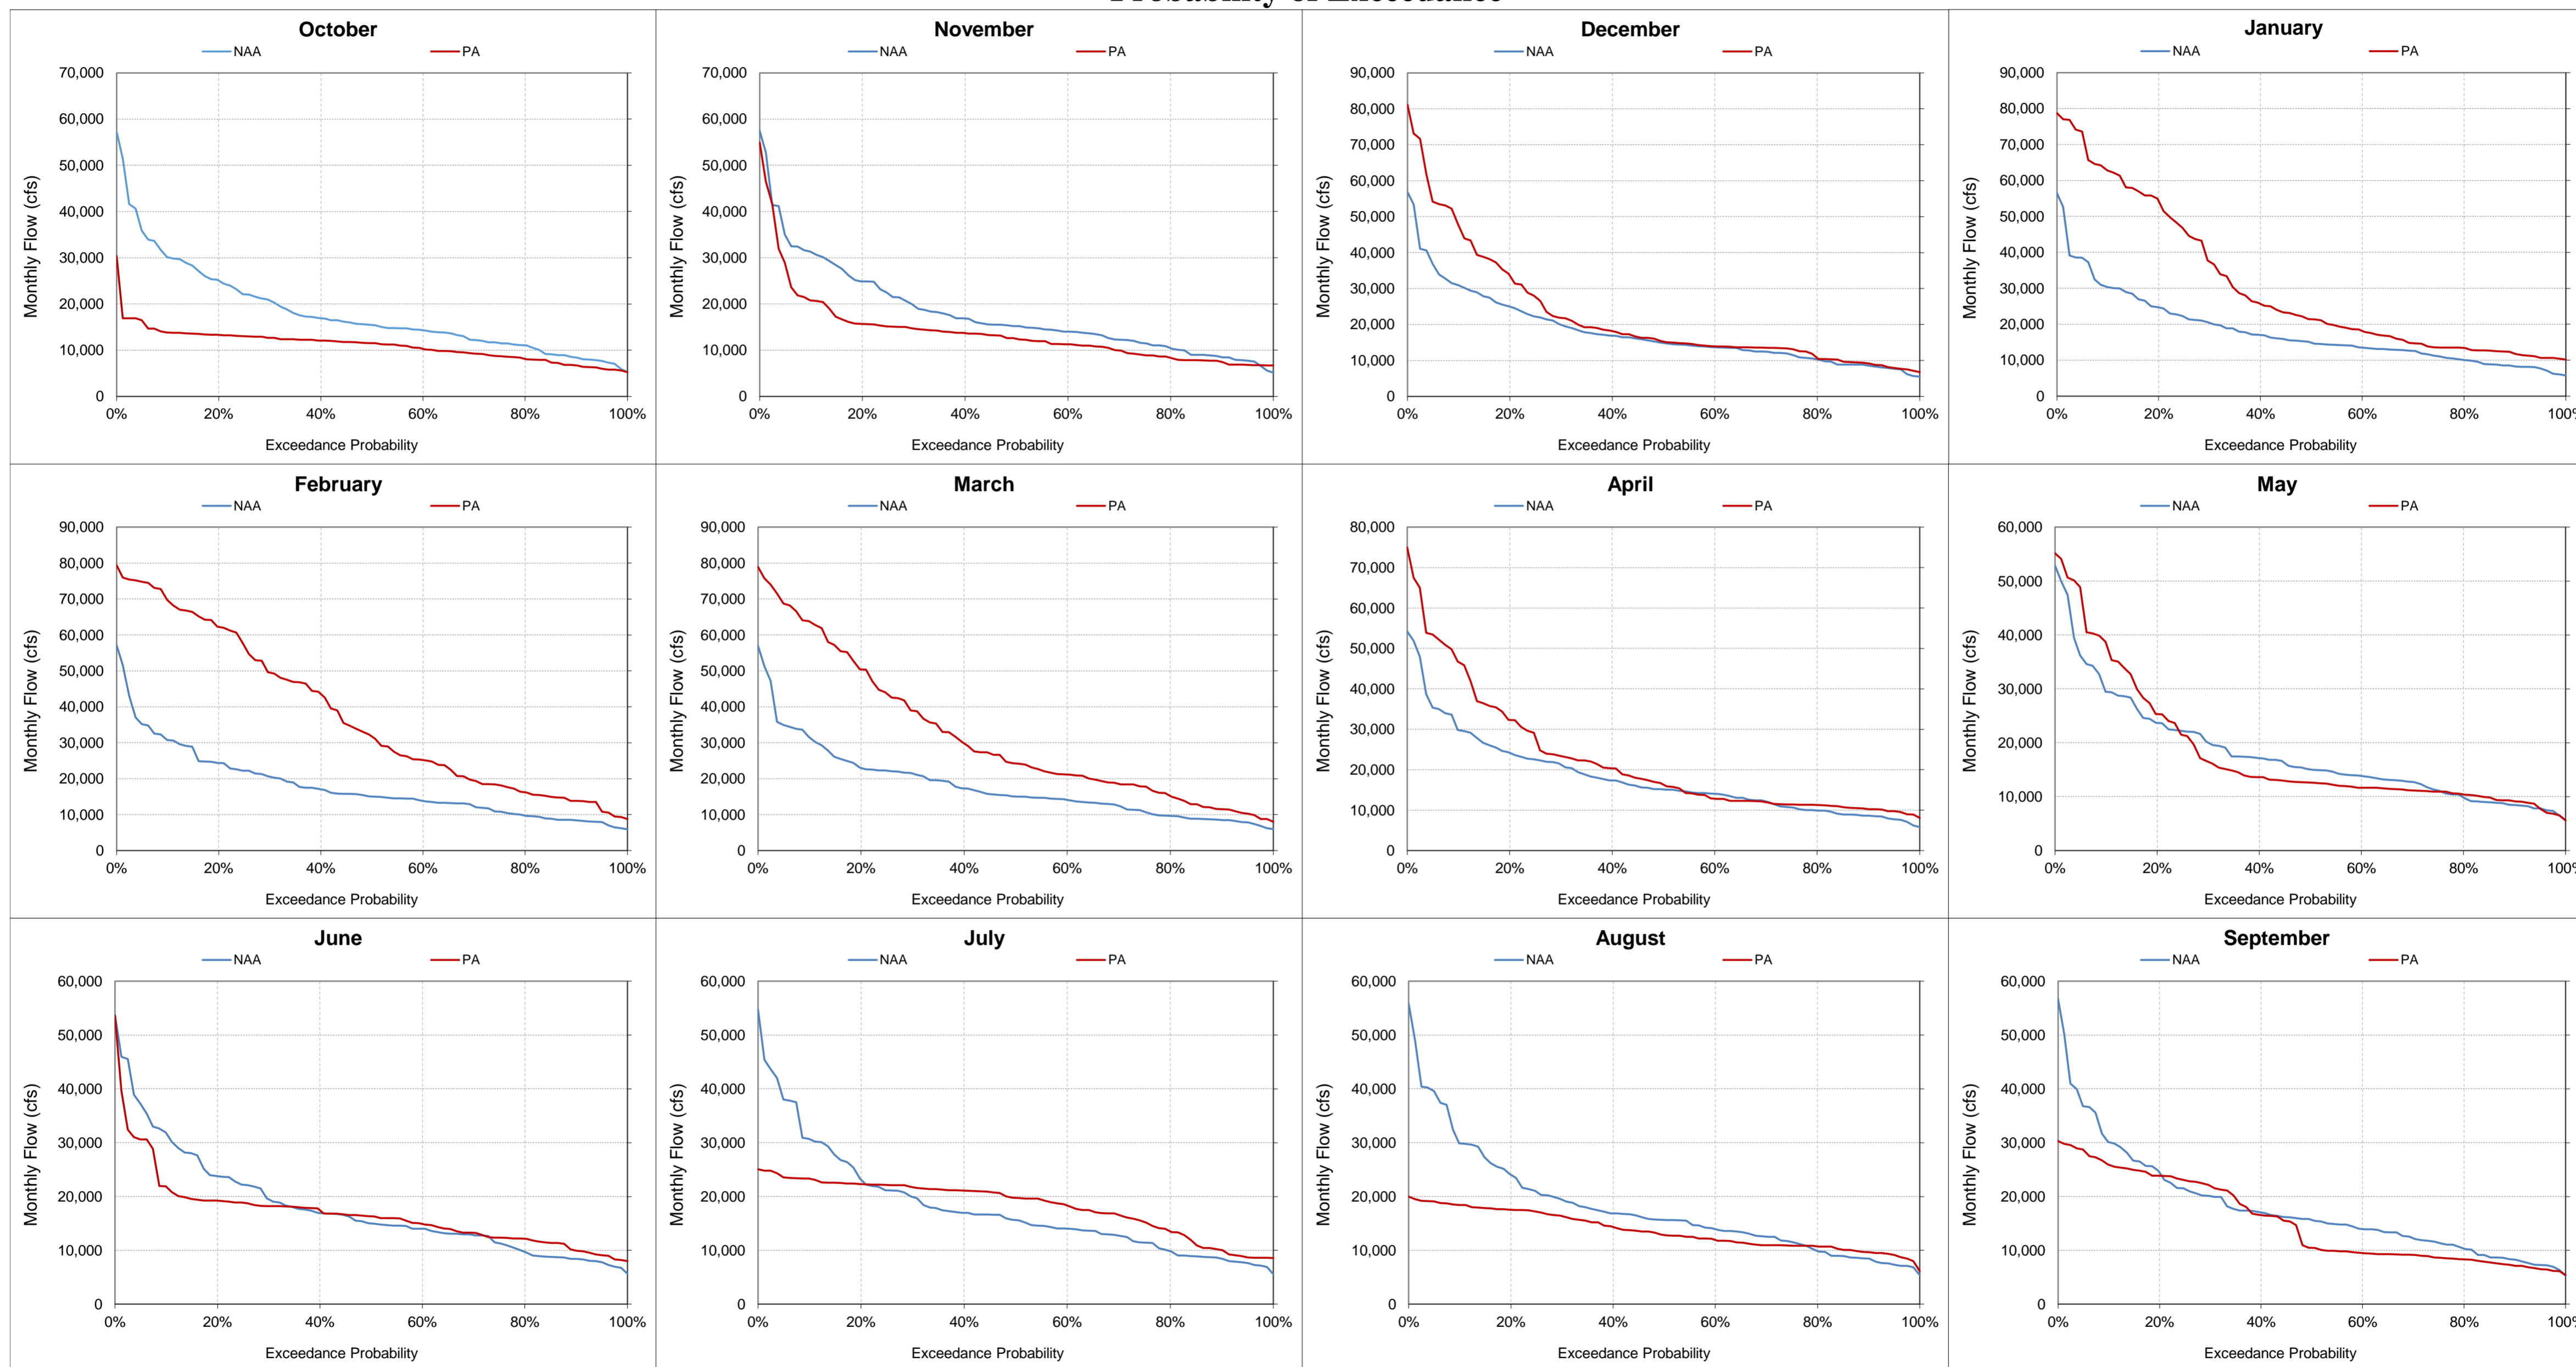 Probability of Exceedance
October
NAA PA
70,000
60,000
50,000
40,000
30,000
20,000
10,000
0
Monthly Flow (cfs)
0% 20% 40% 60% 80% 100%
Exceedance Probability
November
NAA PA
70,000
60,000
50,000
40,000
30,000
20,000
10,000
0
Monthly Flow (cfs)
0% 20% 40% 60% 80% 100%
Exceedance Probability
December
NAA PA
90,000
80,000
70,000
60,000
50,000
40,000
30,000
20,000
10,000
0
Monthly Flow (cfs)
0% 20% 40% 60% 80% 100%
Exceedance Probability
January
NAA PA
90,000
80,000
70,000
60,000
50,000
40,000
30,000
20,000
10,000
0
Monthly Flow (cfs)
0% 20% 40% 60% 80% 100%
Exceedance Probability
February
NAA PA
90,000
80,000
70,000
60,000
50,000
40,000
30,000
20,000
10,000
0
Monthly Flow (cfs)
0% 20% 40% 60% 80% 100%
Exceedance Probability
March
NAA PA
90,000
80,000
70,000
60,000
50,000
40,000
30,000
20,000
10,000
0
Monthly Flow (cfs)
0% 20% 40% 60% 80% 100%
Exceedance Probability
April
NAA PA
80,000
70,000
60,000
50,000
40,000
30,000
20,000
10,000
0
Monthly Flow (cfs)
0% 20% 40% 60% 80% 100%
Exceedance Probability
May
NAA PA
60,000
50,000
40,000
30,000
20,000
10,000
0
Monthly Flow (cfs)
0% 20% 40% 60% 80% 100%
Exceedance Probability
June
NAA PA
60,000
50,000
40,000
30,000
20,000
10,000
0
Monthly Flow (cfs)
0% 20% 40% 60% 80% 100%
Exceedance Probability
July
NAA PA
60,000
50,000
40,000
30,000
20,000
10,000
0
Monthly Flow (cfs)
0% 20% 40% 60% 80% 100%
Exceedance Probability
August
NAA PA
60,000
50,000
40,000
30,000
20,000
10,000
0
Monthly Flow (cfs)
0% 20% 40% 60% 80% 100%
Exceedance Probability
September
NAA PA
60,000
50,000
40,000
30,000
20,000
10,000
0
Monthly Flow (cfs)
0% 20% 40% 60% 80% 100%
Exceedance Probability